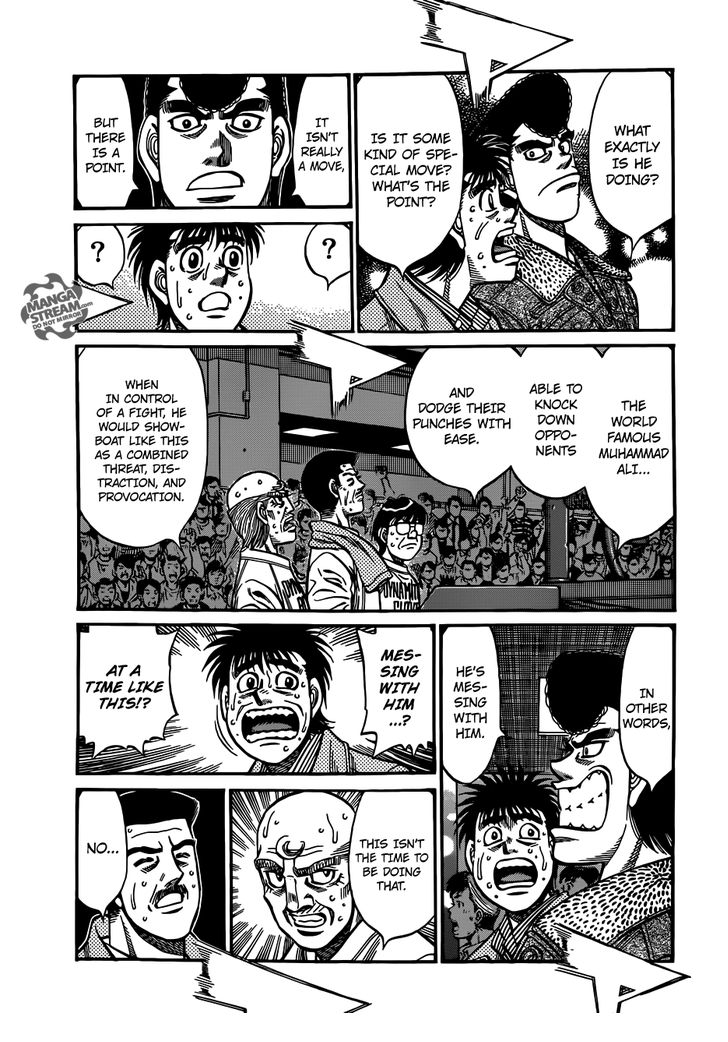 WHAT
EXACTLY
IS HE
DOING?
IS IT SOME
KIND OF SPE-
CIAL MOVE?
WHAT'S THE
POINT?
IT
ISN'T
REALLY
A MOVE,
BUT
THERE
IS A
POINT.
?
?
MANGA
STREAM.com
DO NOT MIRROR!
THE
WORLD
FAMOUS
MUHAMMAD
ALI...
ABLE TO
KNOCK
DOWN
OPPO-
NENTS
AND
DODGE THEIR
PUNCHES WITH
EASE.
WHEN
IN CONTROL
OF A FIGHT, HE
WOULD SHOW-
BOAT LIKE THIS
AS A COMBINED
THREAT, DIS-
TRACTION, AND
PROVOCATION.
DYNAMITE
GLOVE
IN
OTHER
WORDS,
HE'S
MES-
SING
WITH
HIM.
MES-
SING
WITH
HIM
...?
AT A
TIME LIKE
THIS!?
THIS ISN'T
THE TIME TO
BE DOING
THAT.
NO...